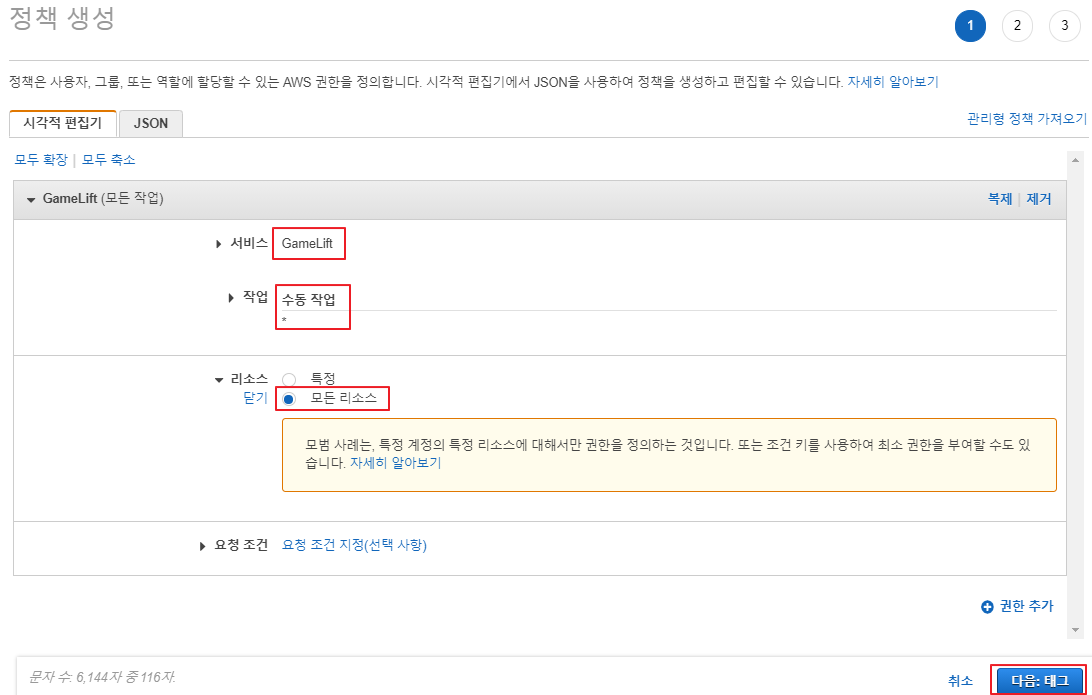 정책 생성
1 2 3
정책은 사용자, 그룹, 또는 역할에 할당할 수 있는 AWS 권한을 정의합니다. 시각적 편집기에서 JSON을 사용하여 정책을 생성하고 편집할 수 있습니다. 자세히 알아보기
시각적 편집기 JSON 관리형 정책 가져오기
모두 확장 | 모두 축소
GameLift (모든 작업) 복제 | 제거
서비스 GameLift
작업 수동 작업
*
리소스 특정
닫기 모든 리소스
모범 사례는, 특정 계정의 특정 리소스에 대해서만 권한을 정의하는 것입니다. 또는 조건 키를 사용하여 최소 권한을 부여할 수도 있
습니다. 자세히 알아보기
요청 조건 요청 조건 지정(선택 사항)
권한 추가
문자 수: 6,144자 중 116자. 취소 다음: 태그